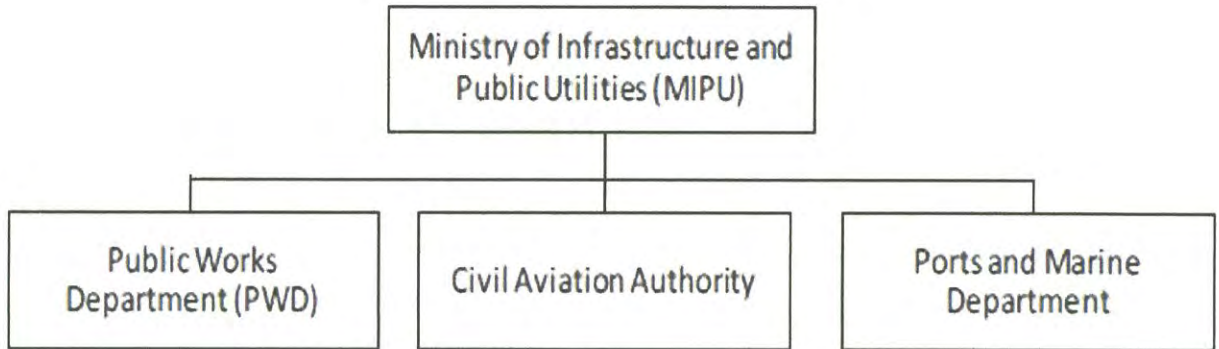 Ministry of Infrastructure and
Public Utilities (MIPU)
Public Works
Department (PWD)
Civil Aviation Authority
Ports and Marine
Department